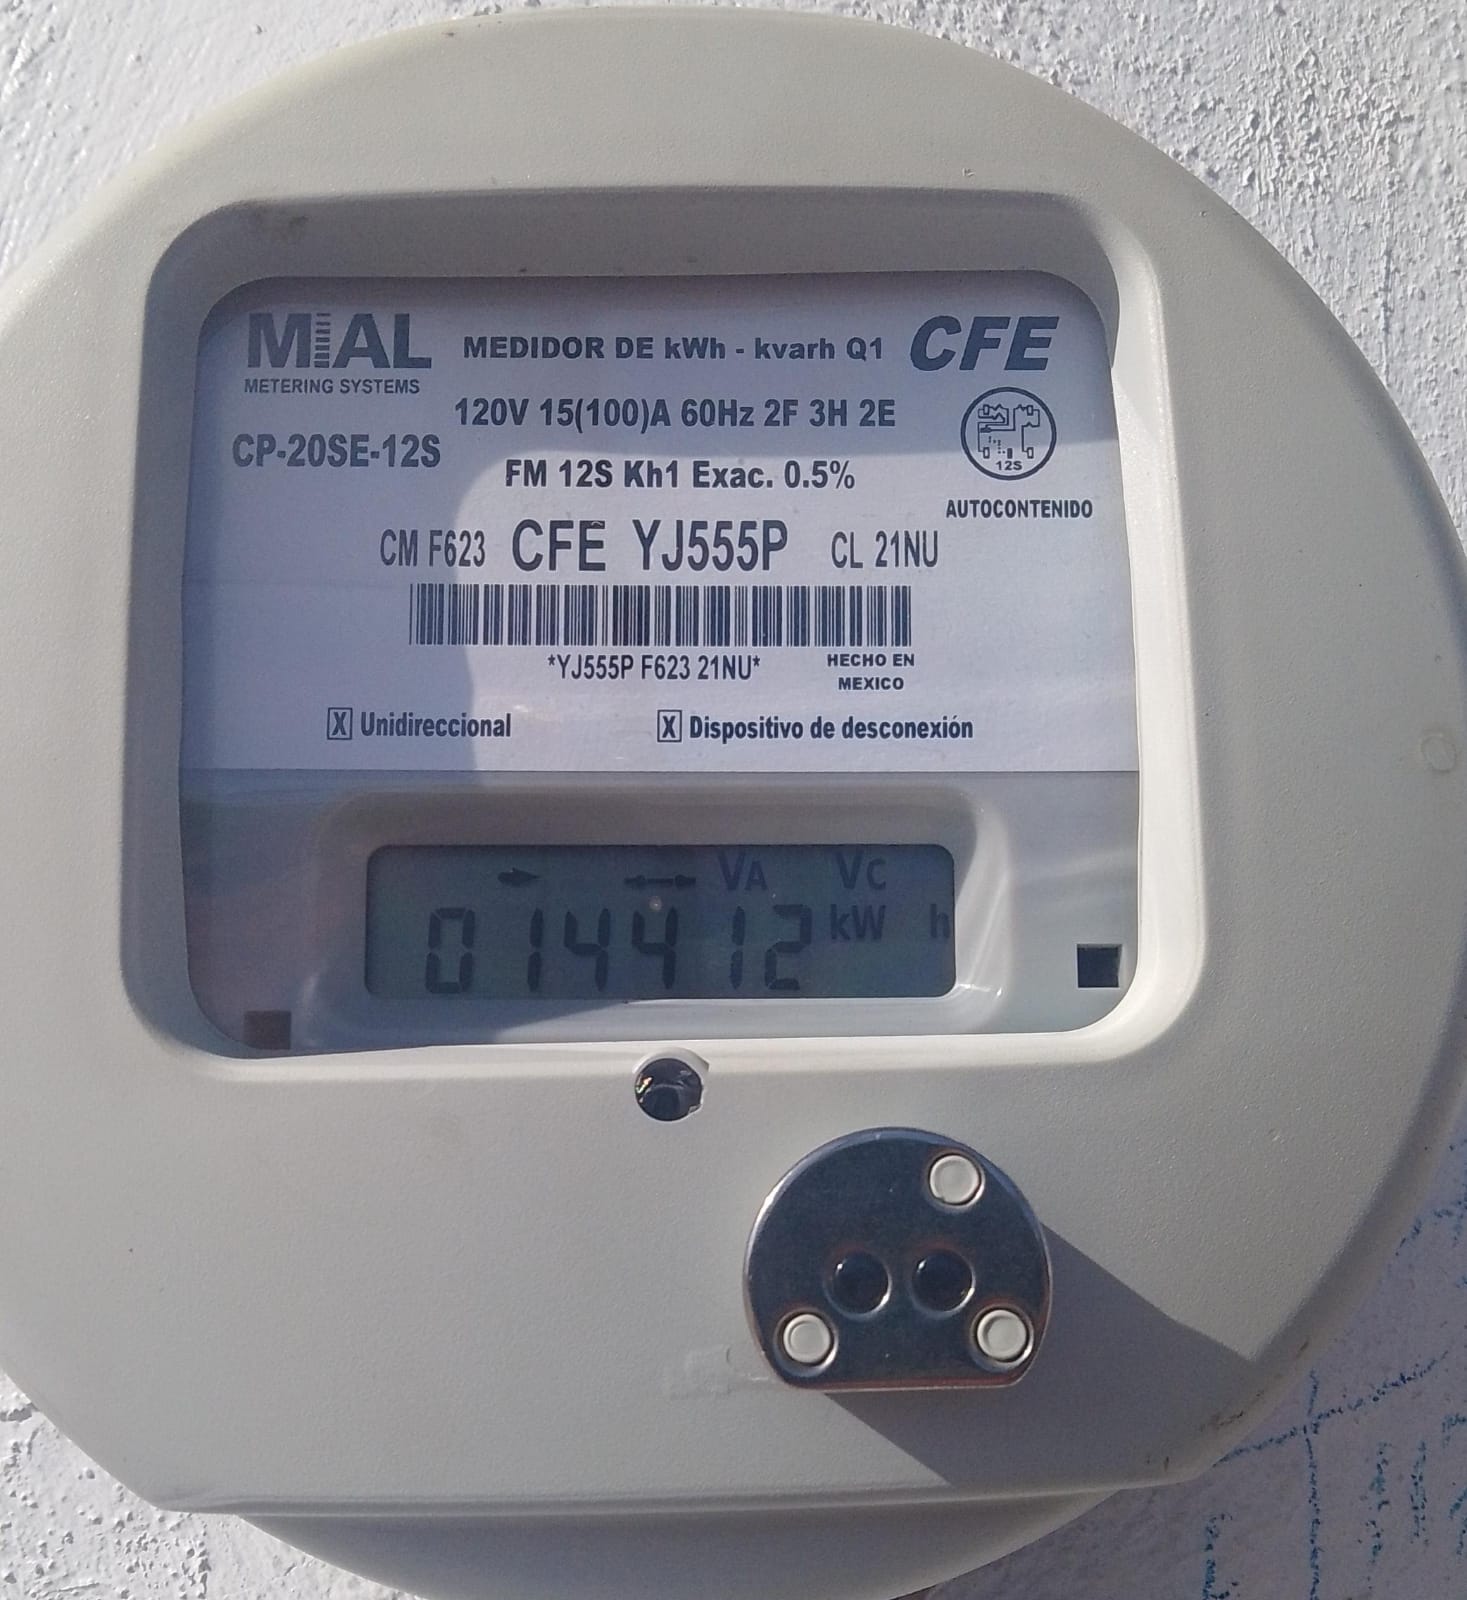 MIAL MEDIDOR DE kWh - kvarh Q1 CFE
METERING SYSTEMS
120V 15(100)A 60Hz 2F 3H 2E
CP-20SE-12S
FM 12S Kh1 Exac. 0.5%
12S
AUTOCONTENIDO
CM F623 CFE YJ555P CL 21NU
*YJ555P F623 21NU*
HECHO EN
MEXICO
X Unidireccional X Dispositivo de desconexión
VA VC
014412 kW h